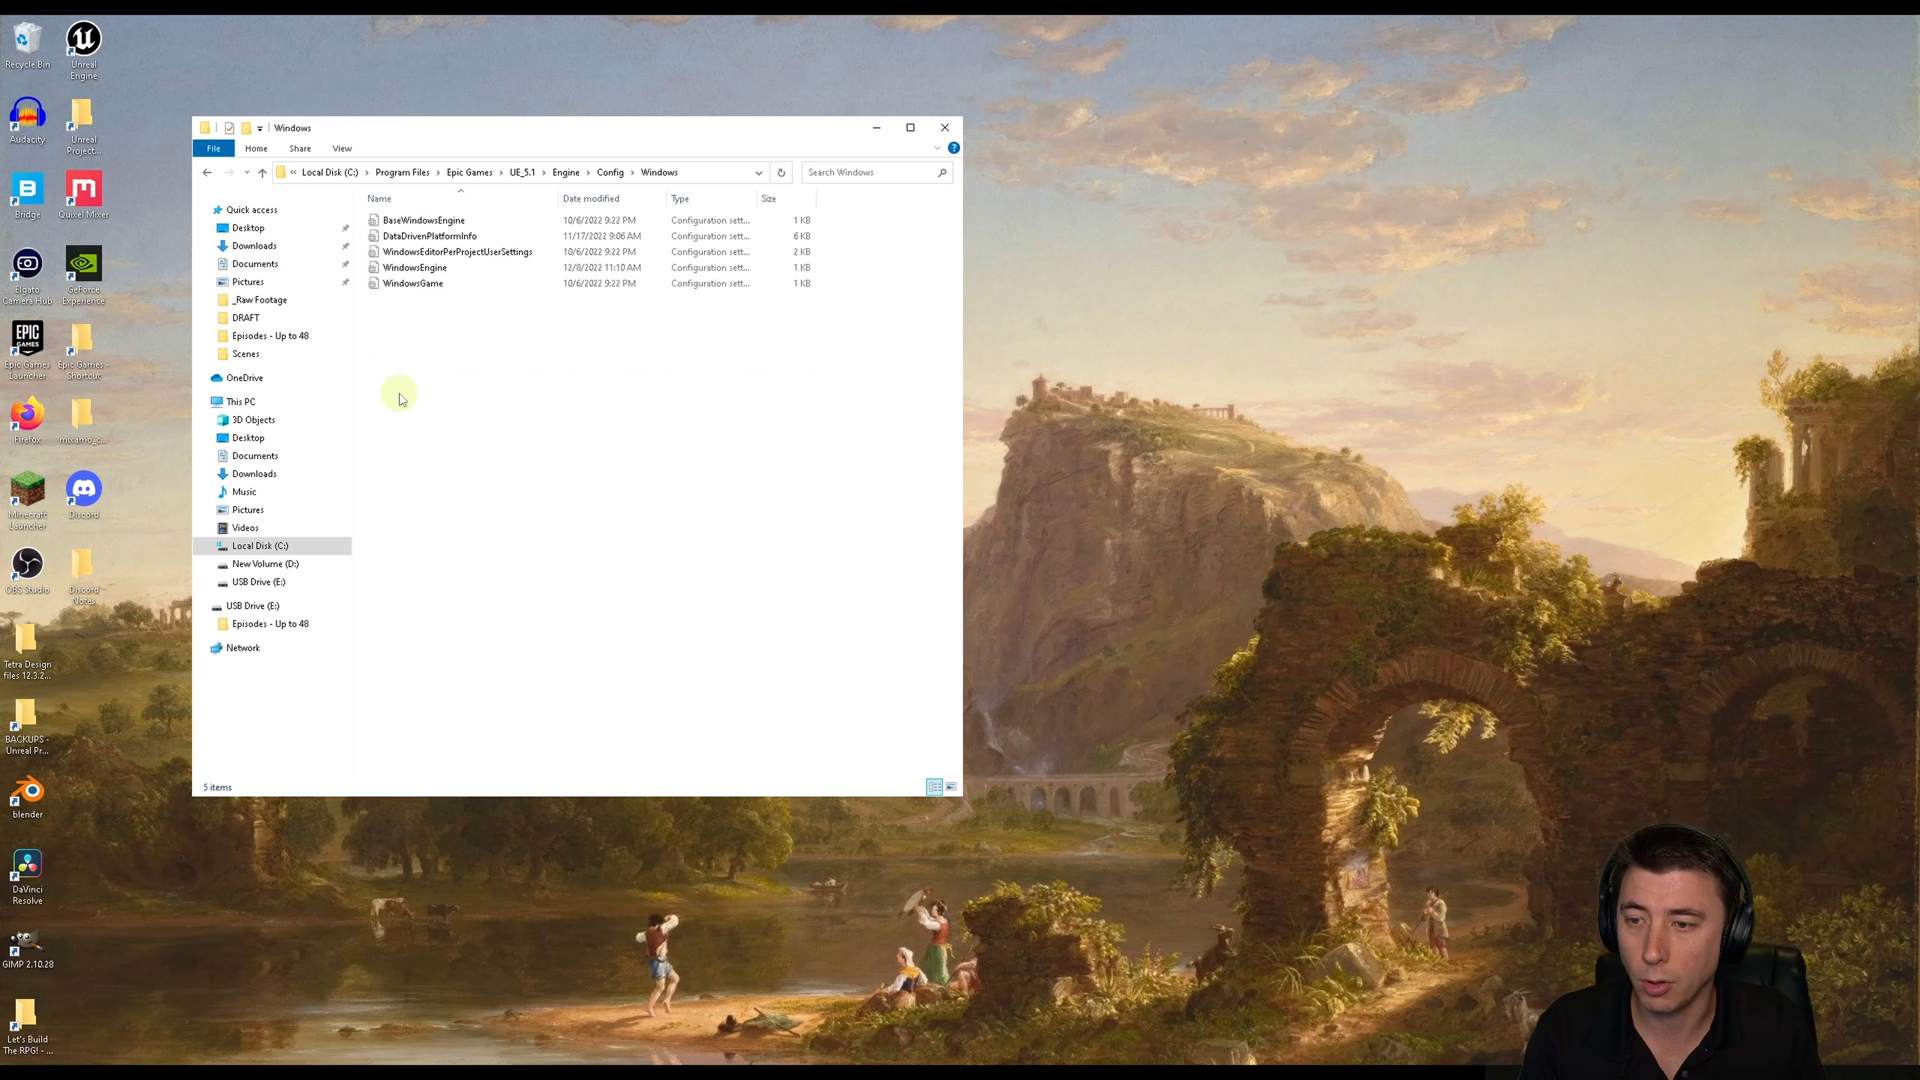 Recycle Bin
Unreal
Engine
Audacity
Unreal
Project...
Bridge
Quixel Mixer
Elgato
Camera Hub
GeForce
Experience
EPIC
GAMES
Epic Games
Launcher
Epic Games -
Shortcut
Firefox
mixamo_c...
Minecraft
Launcher
Discord
OBS Studio
Discord
Notes
Tetra Design
files 12.3.2...
BACKUPS -
Unreal Pr...
blender
DaVinci
Resolve
GIMP 2.10.28
Let's Build
The RPG! - ...
Windows
File Home Share View
« Local Disk (C:) › Program Files › Epic Games › UE_5.1 › Engine › Config › Windows
Search Windows
Name Date modified Type Size
BaseWindowsEngine 10/6/2022 9:22 PM Configuration sett... 1 KB
DataDrivenPlatformInfo 11/17/2022 9:06 AM Configuration sett... 6 KB
WindowsEditorPerProjectUserSettings 10/6/2022 9:22 PM Configuration sett... 2 KB
WindowsEngine 12/8/2022 11:10 AM Configuration sett... 1 KB
WindowsGame 10/6/2022 9:22 PM Configuration sett... 1 KB
Quick access
Desktop
Downloads
Documents
Pictures
_Raw Footage
DRAFT
Episodes - Up to 48
Scenes
OneDrive
This PC
3D Objects
Desktop
Documents
Downloads
Music
Pictures
Videos
Local Disk (C:)
New Volume (D:)
USB Drive (E:)
USB Drive (E:)
Episodes - Up to 48
Network
5 items